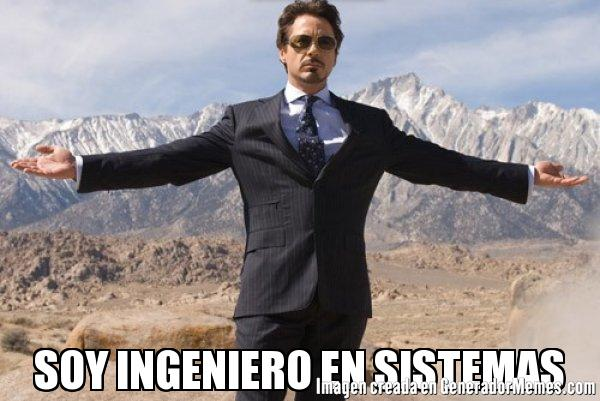 SOY INGENIERO EN SISTEMAS
Imagen creada en GeneradorMemes.com